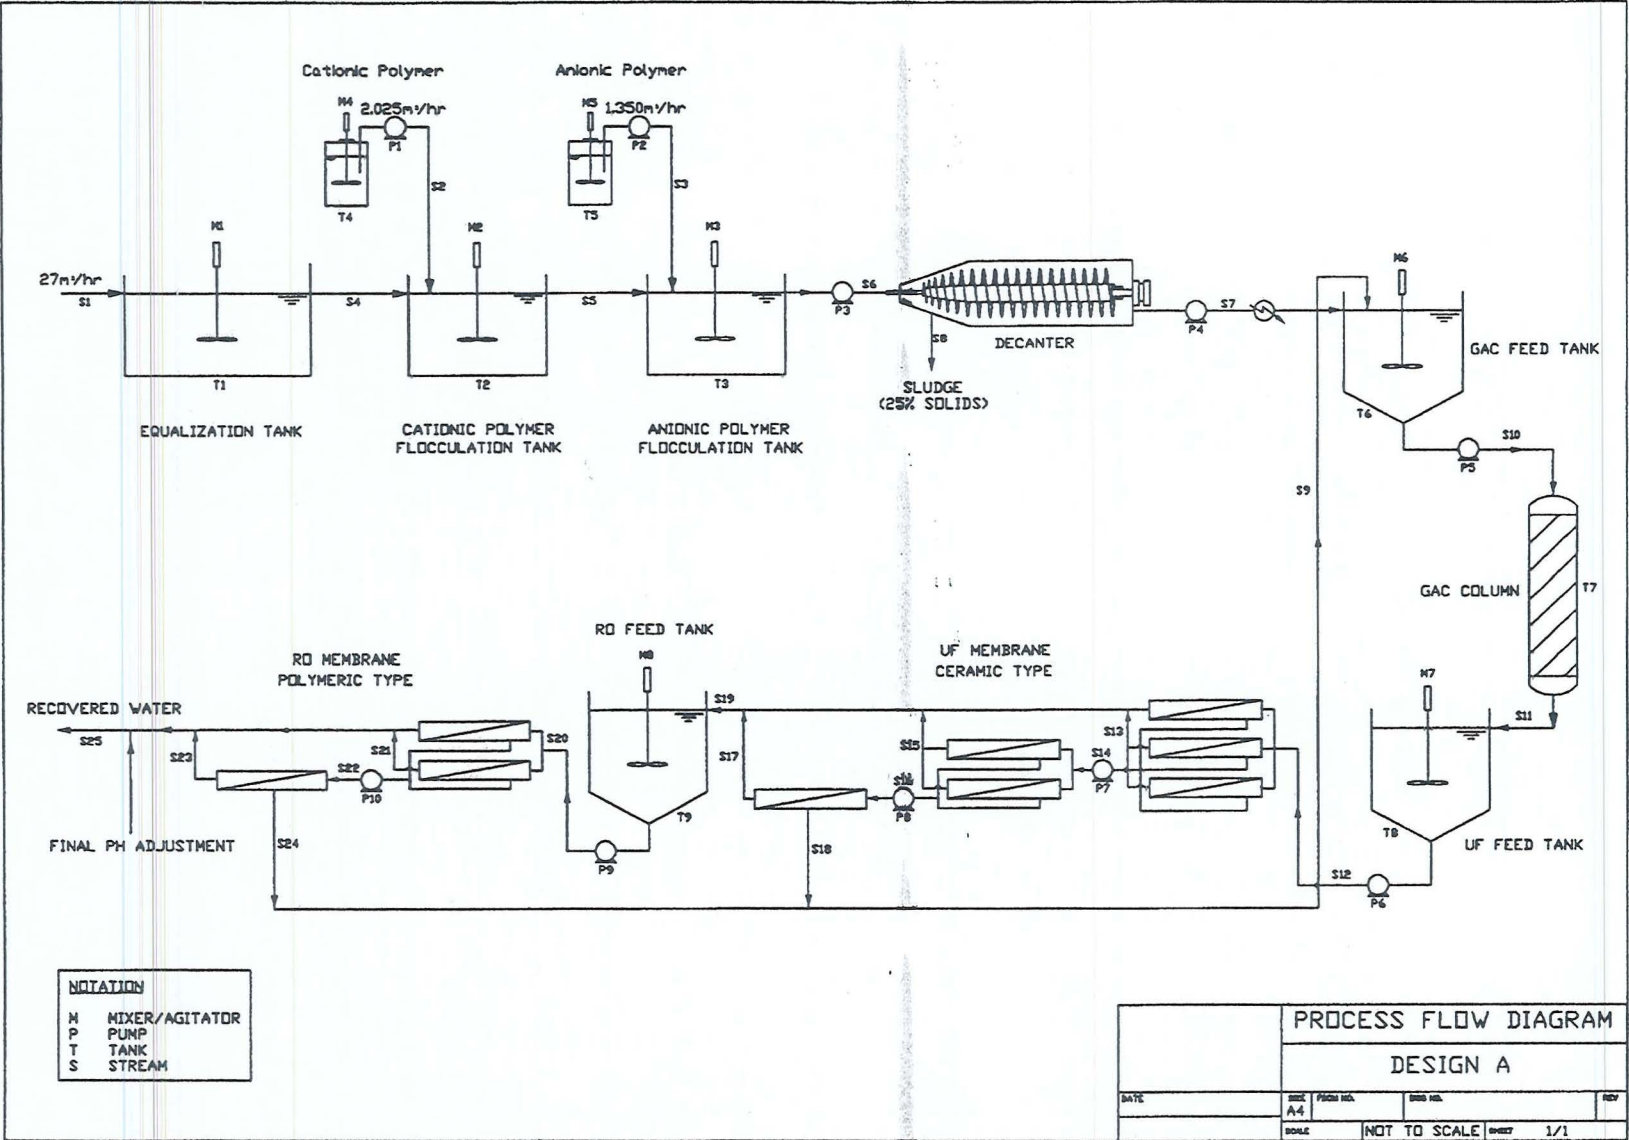 Cationic Polymer
Anionic Polymer
M4
2.025m³/hr
P1
M5
1.350m³/hr
P2
S2
S3
T4
T5
M1
M2
M3
27m³/hr
S1
S4
S5
P3
S6
S8
DECANTER
P4
S7
M6
GAC FEED TANK
T1
T2
T3
T6
SLUDGE
(25% SOLIDS)
EQUALIZATION TANK
CATIONIC POLYMER
FLOCCULATION TANK
ANIONIC POLYMER
FLOCCULATION TANK
P5
S10
S9
GAC COLUMN
T7
RO FEED TANK
M8
RO MEMBRANE
POLYMERIC TYPE
UF MEMBRANE
CERAMIC TYPE
M7
RECOVERED WATER
S25
S23
S22
P10
S21
S20
S19
S17
S15
S16
P8
S14
P7
S13
S11
T9
P9
T8
UF FEED TANK
FINAL PH ADJUSTMENT
S24
S18
S12
P6
NOTATION
M MIXER/AGITATOR
P PUMP
T TANK
S STREAM
PROCESS FLOW DIAGRAM
DESIGN A
DATE
SIZE
A4
REV
SCALE
NOT TO SCALE
SHEET
1/1